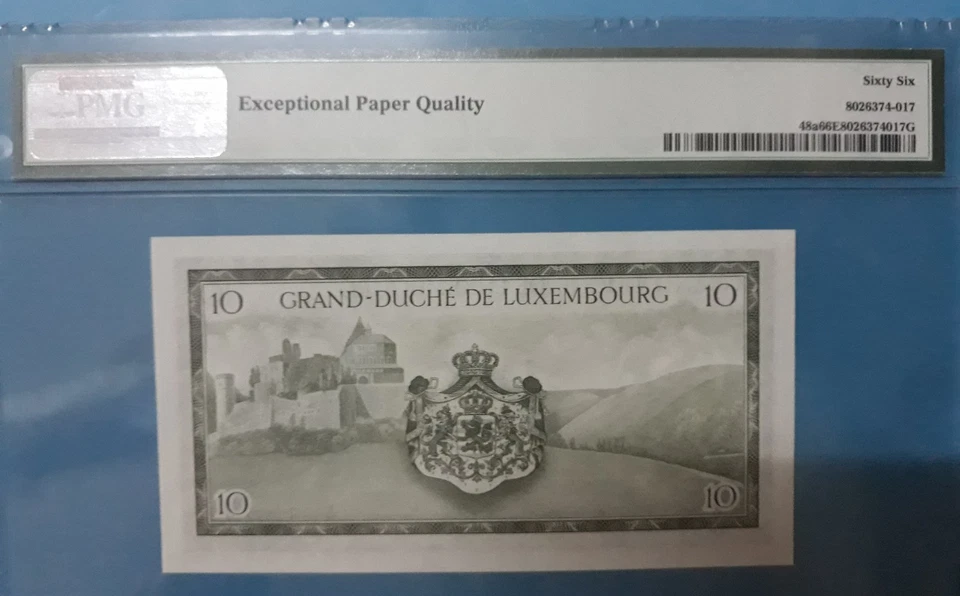 PMG
Exceptional Paper Quality
Sixty Six
8026374-017
48a66E8026374017G
10 GRAND-DUCHÉ DE LUXEMBOURG 10
10 10